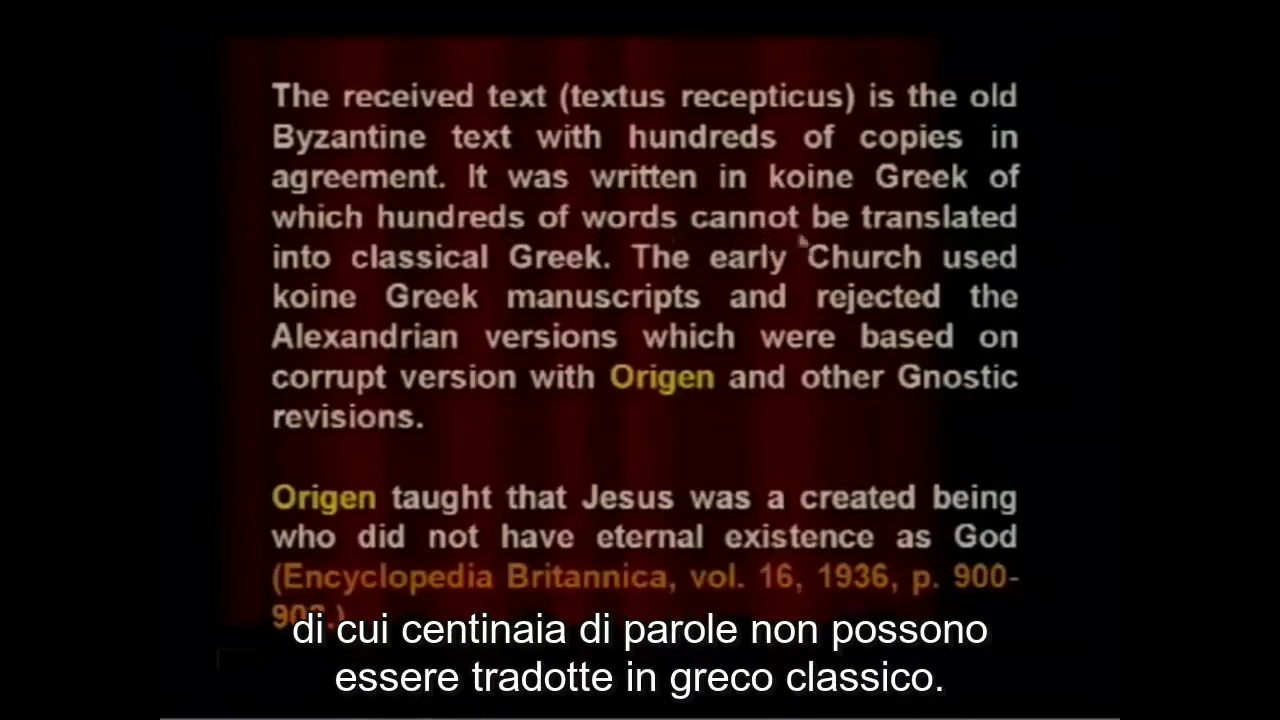 The received text (textus recepticus) is the old
Byzantine text with hundreds of copies in
agreement. It was written in koine Greek of
which hundreds of words cannot be translated
into classical Greek. The early Church used
koine Greek manuscripts and rejected the
Alexandrian versions which were based on
corrupt version with Origen and other Gnostic
revisions.
Origen taught that Jesus was a created being
who did not have eternal existence as God
(Encyclopedia Britannica, vol. 16, 1936, p. 900-
di cui centinaia di parole non possono
essere tradotte in greco classico.